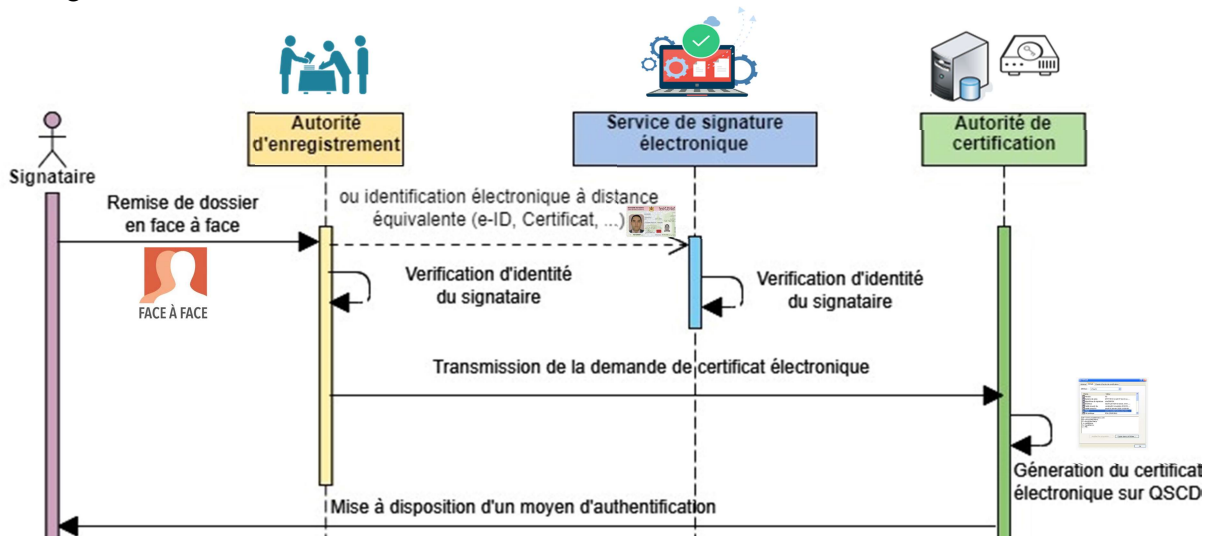 Autorité
d'enregistrement
Service de signature
électronique
Autorité de
certification
Signataire
Remise de dossier
en face à face
FACE À FACE
ou identification électronique à distance
équivalente (e-ID, Certificat, ...)
Verification d'identité
du signataire
Verification d'identité
du signataire
Transmission de la demande de certificat électronique
Géneration du certificat
électronique sur QSCD
Mise à disposition d'un moyen d'authentification